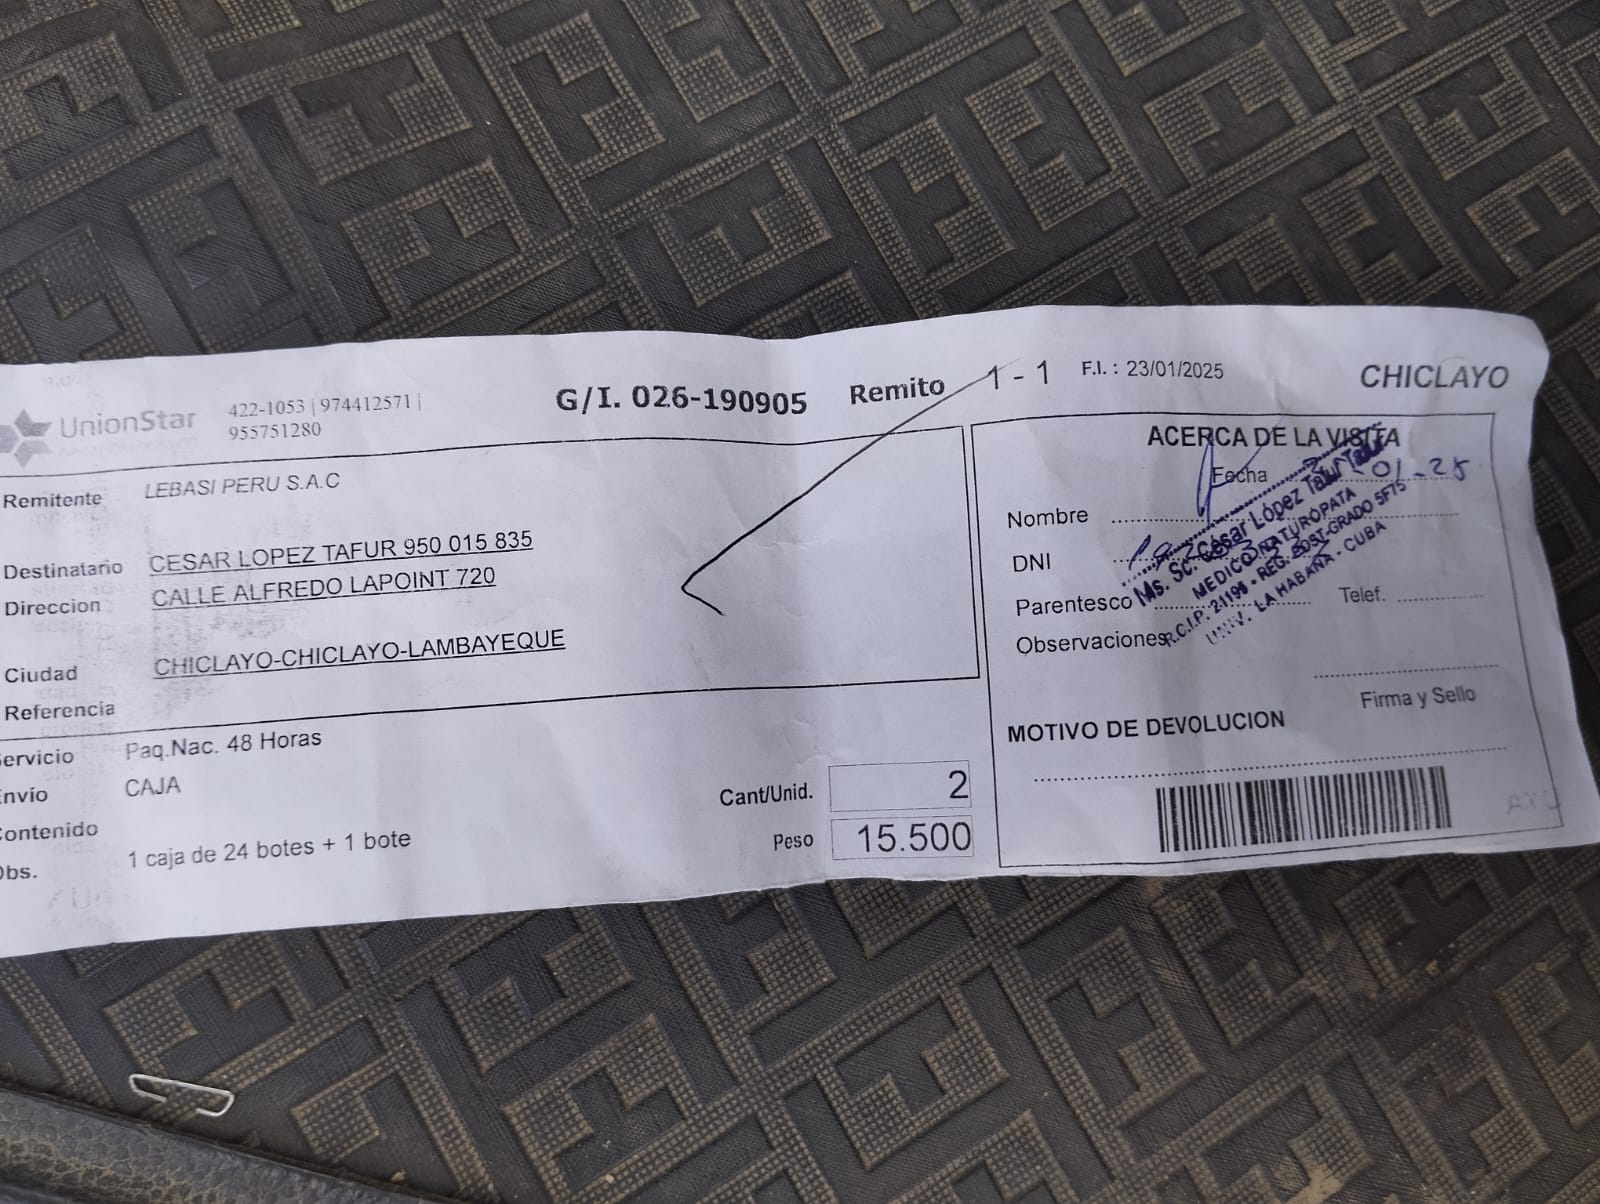 UnionStar
422-1053 | 974412571 |
955751280
G/I. 026-190905 Remito 1 - 1 F.I. : 23/01/2025 CHICLAYO
Remitente LEBASI PERU S.A.C
Destinatario CESAR LOPEZ TAFUR 950 015 835
Direccion CALLE ALFREDO LAPOINT 720
Ciudad CHICLAYO-CHICLAYO-LAMBAYEQUE
Referencia
ervicio Paq.Nac. 48 Horas
nvío CAJA
ontenido
bs. 1 caja de 24 botes + 1 bote
Cant/Unid. 2
Peso 15.500
ACERCA DE LA VISITA
Fecha 01-25
Nombre
DNI
Parentesco Telef.
Observaciones
Ms. Sc. César López Tafur
MEDICO NATURÓPATA
R.C.I.P. 21196 - REG. POST-GRADO 5F75
UNIV. LA HABANA - CUBA
Firma y Sello
MOTIVO DE DEVOLUCION